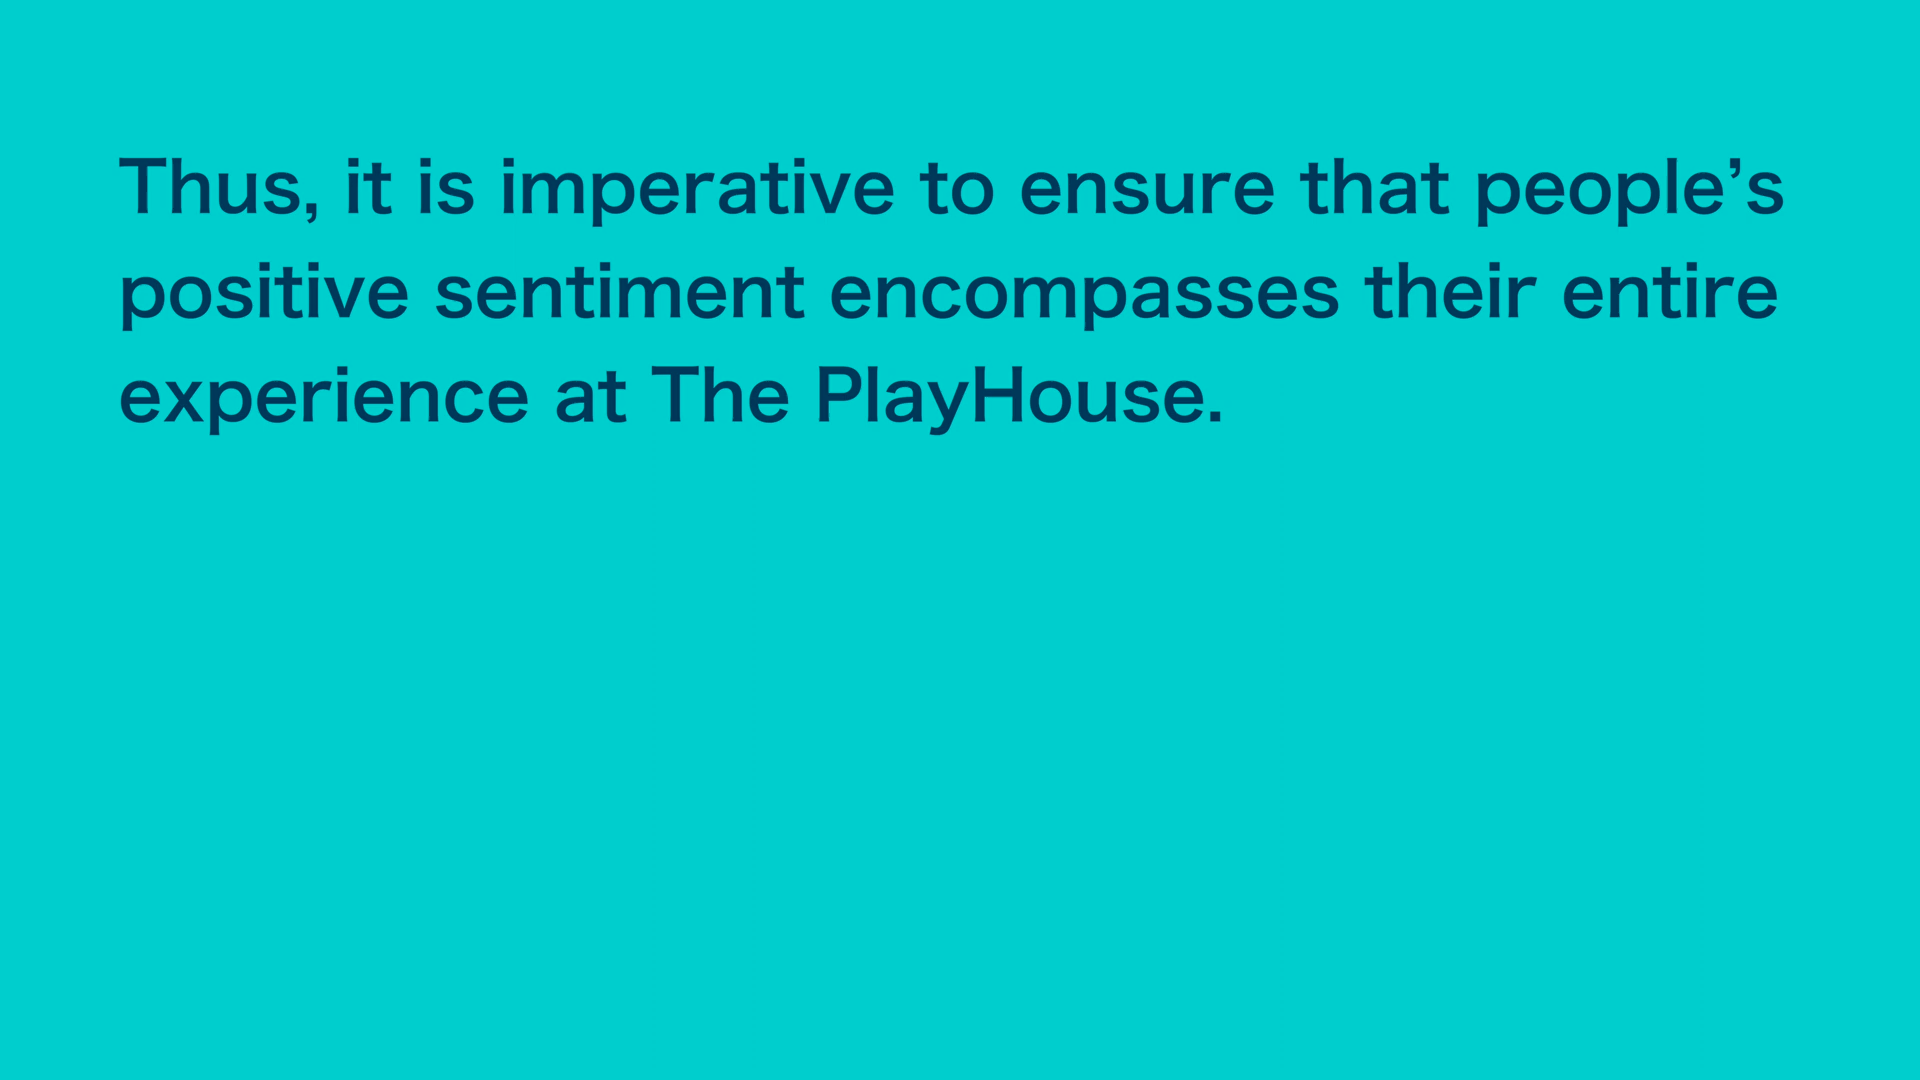 Thus, it is imperative to ensure that people’s
positive sentiment encompasses their entire
experience at The PlayHouse.